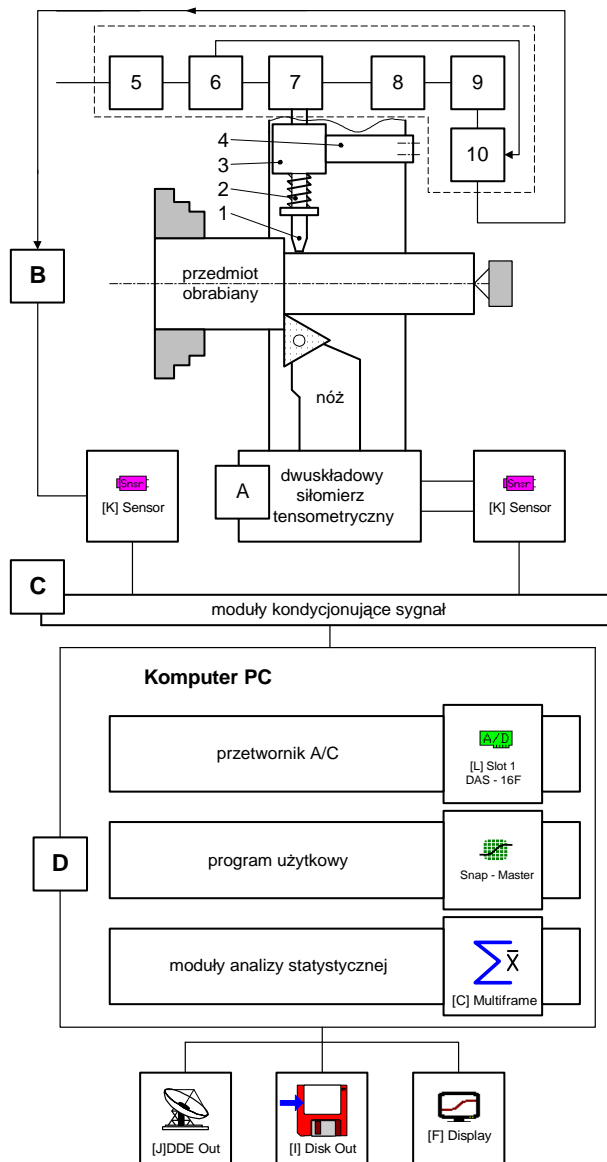 5
6
7
8
9
10
4
3
2
1
B
przedmiot
obrabiany
nóż
Snsr
[K] Sensor
A
dwuskładowy
siłomierz
tensometryczny
Snsr
[K] Sensor
C
moduły kondycjonujące sygnał
Komputer PC
przetwornik A/C
A/D
[L] Slot 1
DAS - 16F
D
program użytkowy
Snap - Master
moduły analizy statystycznej
Σ X̄
[C] Multiframe
[J]DDE Out
[I] Disk Out
[F] Display